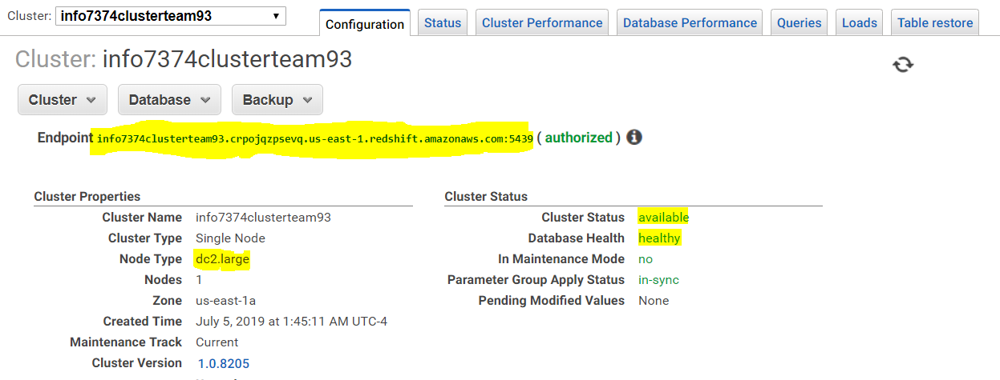 Cluster: info7374clusterteam93
Configuration Status Cluster Performance Database Performance Queries Loads Table restore
Cluster: info7374clusterteam93
Cluster Database Backup
Endpoint info7374clusterteam93.crpojqzpsevq.us-east-1.redshift.amazonaws.com:5439 ( authorized )
Cluster Properties
Cluster Name info7374clusterteam93
Cluster Type Single Node
Node Type dc2.large
Nodes 1
Zone us-east-1a
Created Time July 5, 2019 at 1:45:11 AM UTC-4
Maintenance Track Current
Cluster Version 1.0.8205
Cluster Status
Cluster Status available
Database Health healthy
In Maintenance Mode no
Parameter Group Apply Status in-sync
Pending Modified Values None